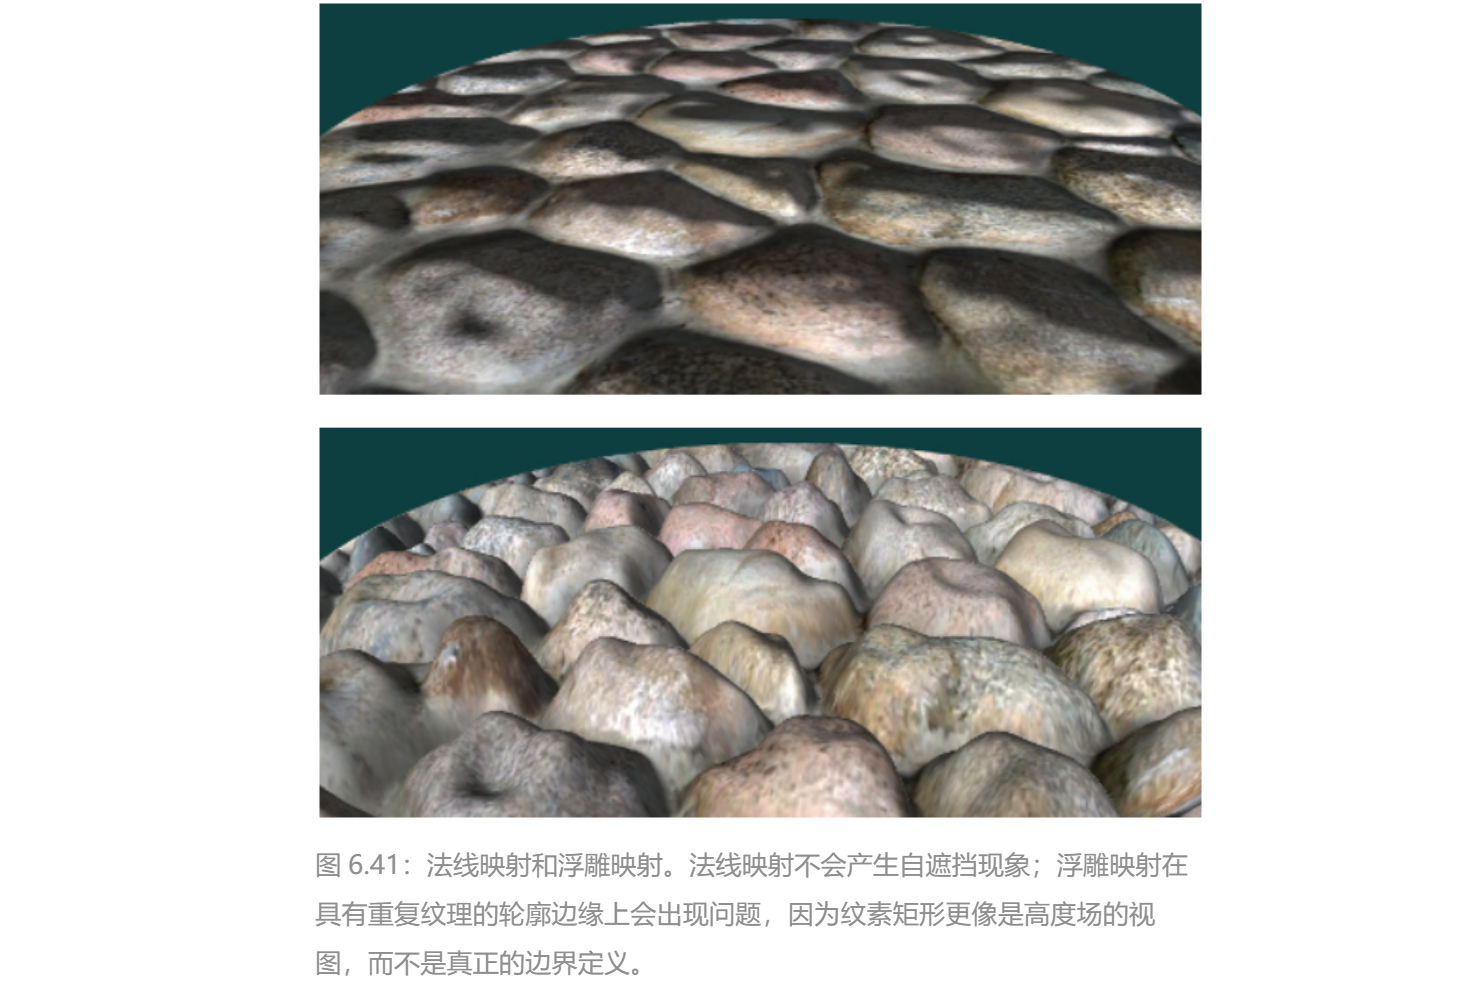 图 6.41：法线映射和浮雕映射。法线映射不会产生自遮挡现象；浮雕映射在
具有重复纹理的轮廓边缘上会出现问题，因为纹素矩形更像是高度场的视
图，而不是真正的边界定义。